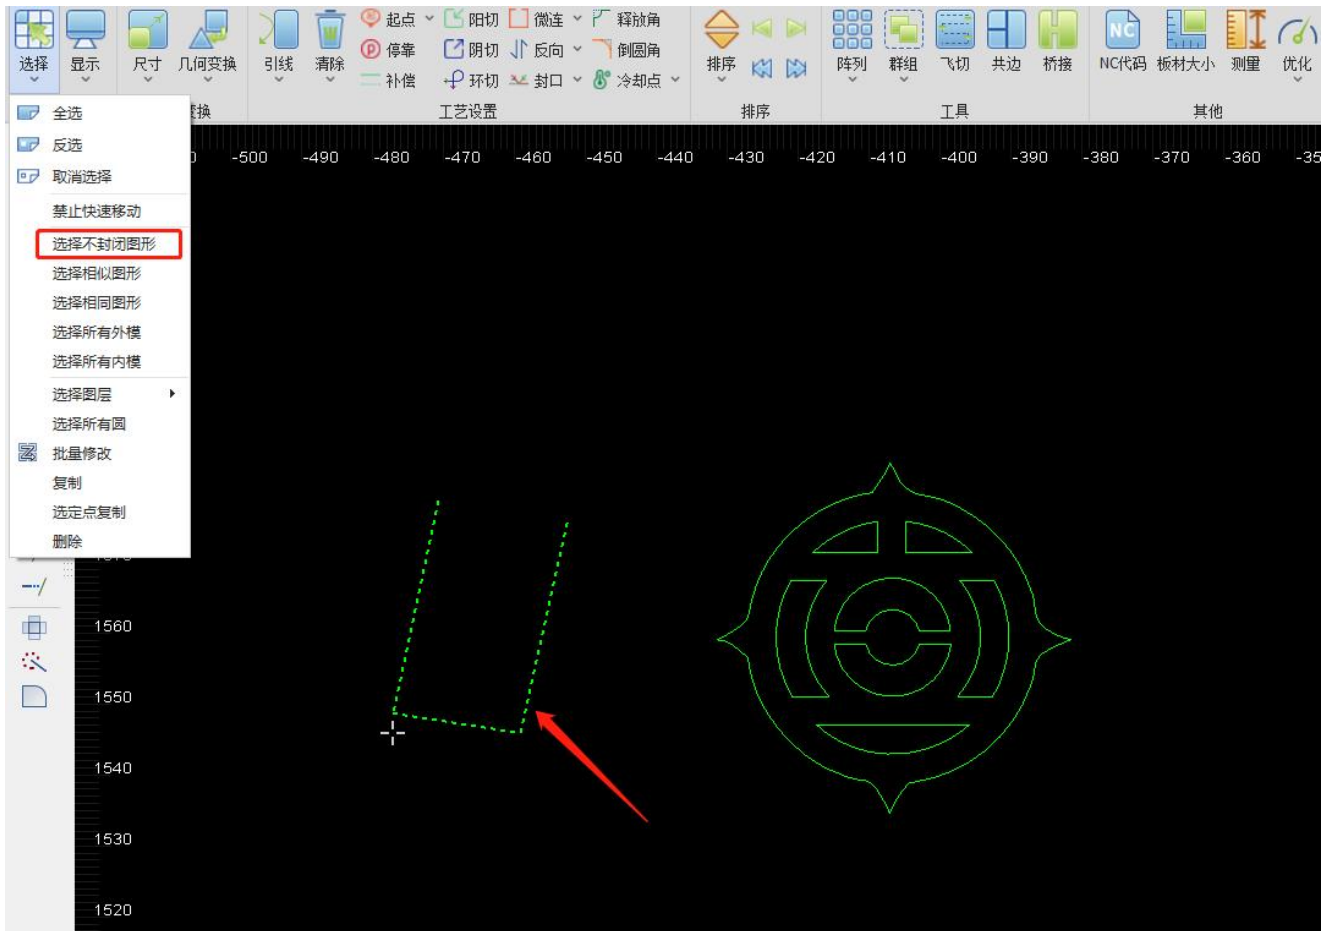 起点 阳切 微连 释放角
选择 显示 尺寸 几何变换 引线 清除 停靠 阴切 反向 倒圆角 排序 阵列 群组 飞切 共边 桥接 NC NC代码 板材大小 测量 优化
补偿 环切 封口 冷却点
变换 工艺设置 排序 工具 其他
全选
反选
取消选择
禁止快速移动
选择不封闭图形
选择相似图形
选择相同图形
选择所有外模
选择所有内模
选择图层
选择所有圆
批量修改
复制
选定点复制
删除
-500 -490 -480 -470 -460 -450 -440 -430 -420 -410 -400 -390 -380 -370 -360 -35
1560
1550
1540
1530
1520